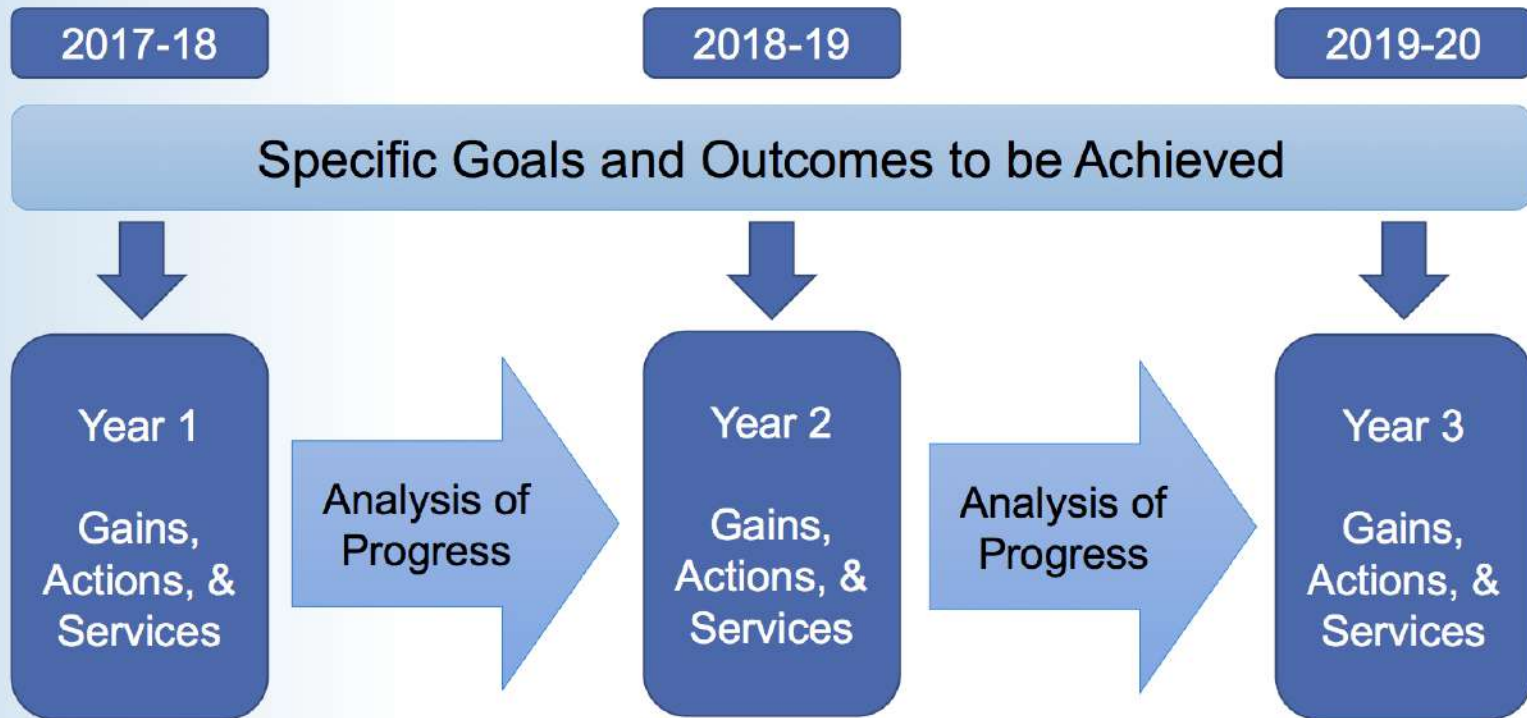 2017-18
2018-19
2019-20
Specific Goals and Outcomes to be Achieved
Year 1
Gains,
Actions, &
Services
Analysis of
Progress
Year 2
Gains,
Actions, &
Services
Analysis of
Progress
Year 3
Gains,
Actions, &
Services